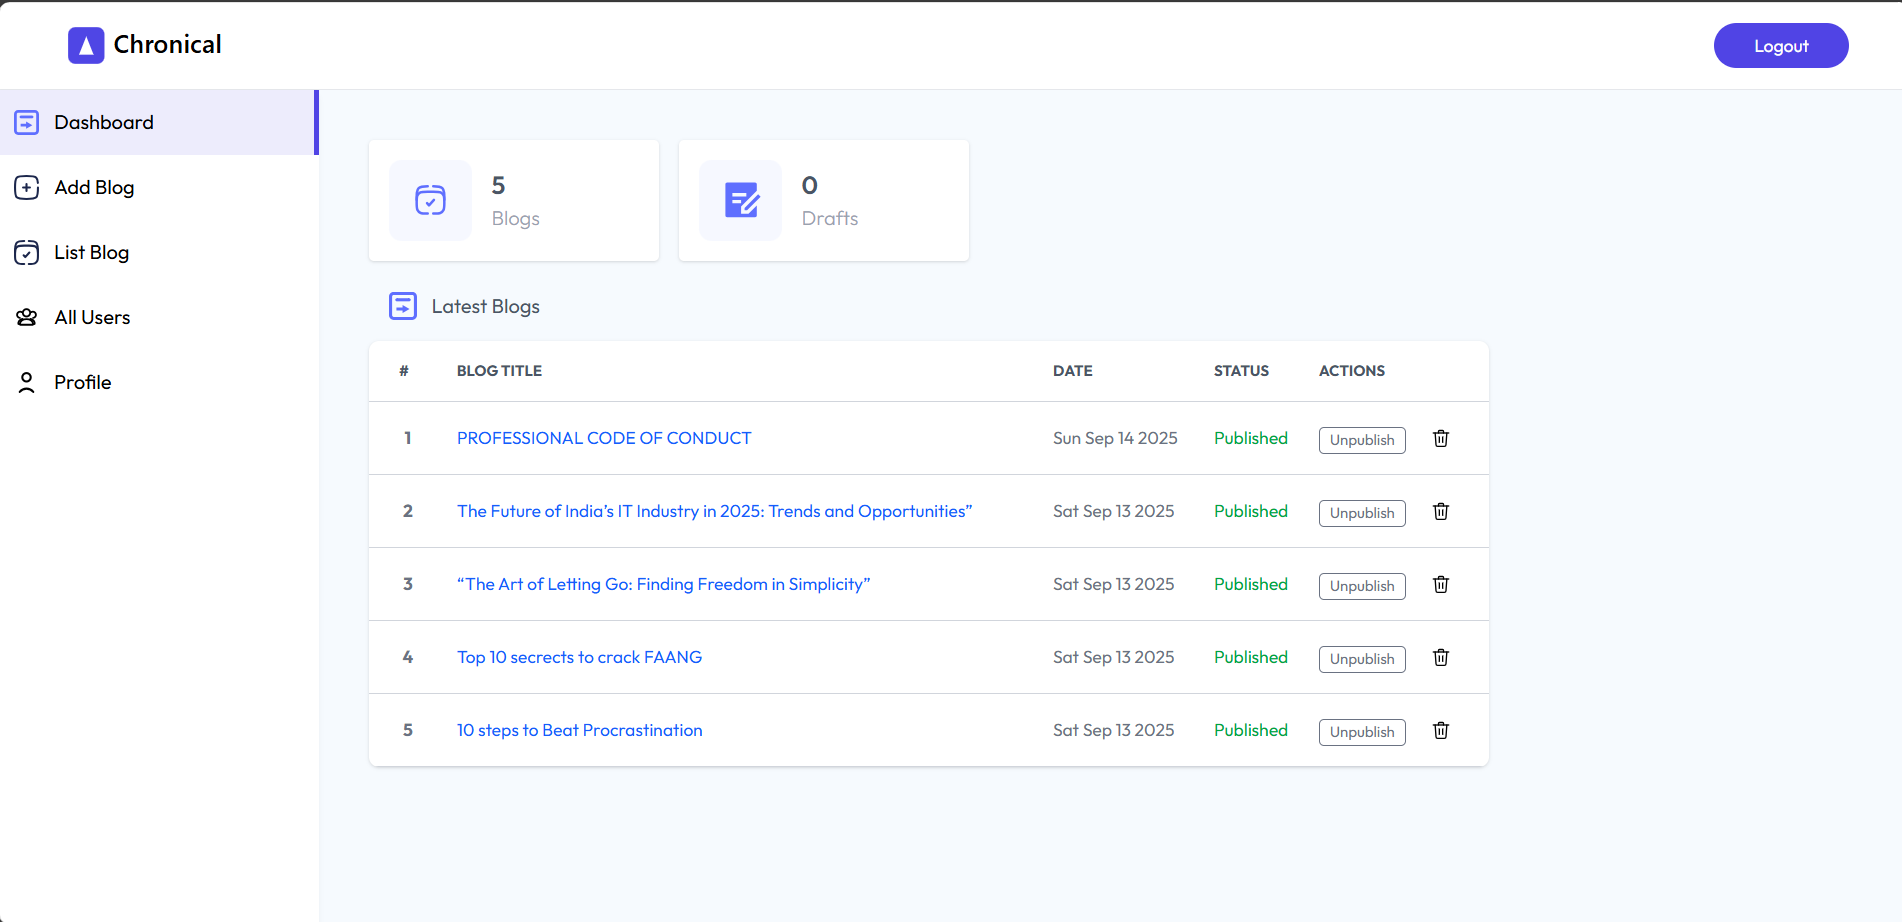 Chronical
Logout
Dashboard
Add Blog
List Blog
All Users
Profile
5
Blogs
0
Drafts
Latest Blogs
# BLOG TITLE DATE STATUS ACTIONS
1 PROFESSIONAL CODE OF CONDUCT Sun Sep 14 2025 Published Unpublish
2 The Future of India’s IT Industry in 2025: Trends and Opportunities” Sat Sep 13 2025 Published Unpublish
3 “The Art of Letting Go: Finding Freedom in Simplicity” Sat Sep 13 2025 Published Unpublish
4 Top 10 secrects to crack FAANG Sat Sep 13 2025 Published Unpublish
5 10 steps to Beat Procrastination Sat Sep 13 2025 Published Unpublish